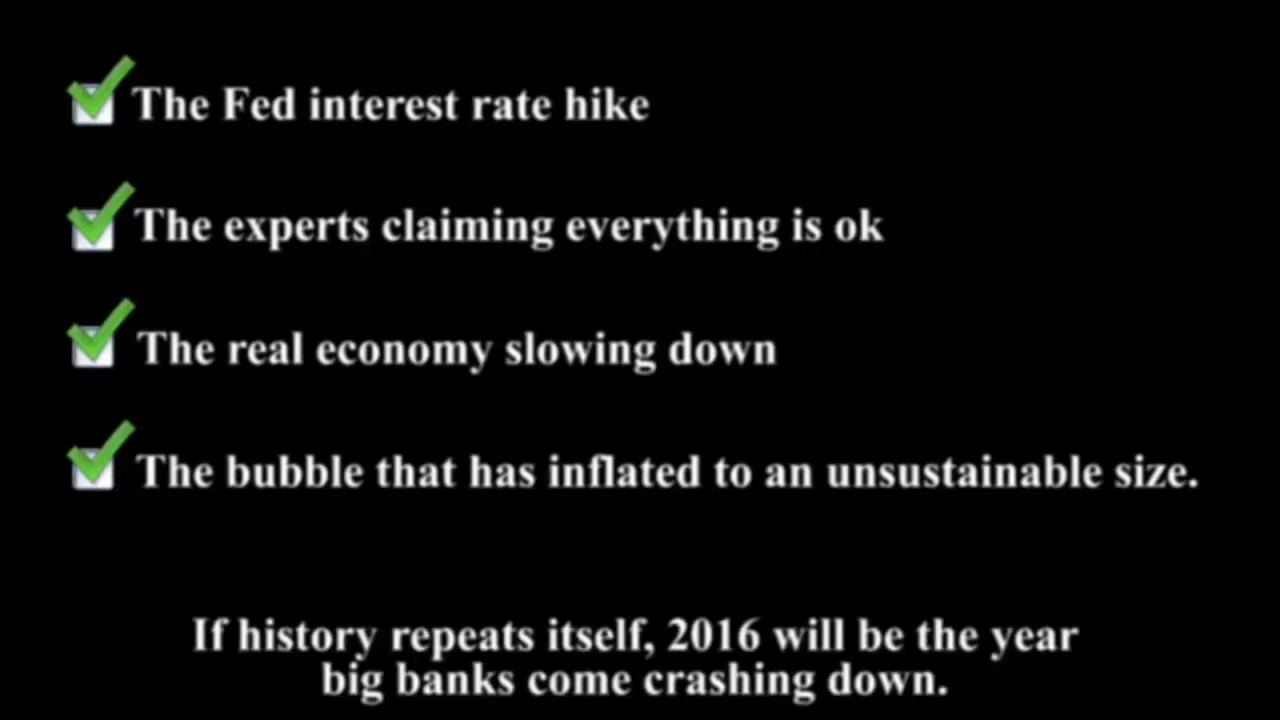 The Fed interest rate hike
The experts claiming everything is ok
The real economy slowing down
The bubble that has inflated to an unsustainable size.
If history repeats itself, 2016 will be the year
big banks come crashing down.